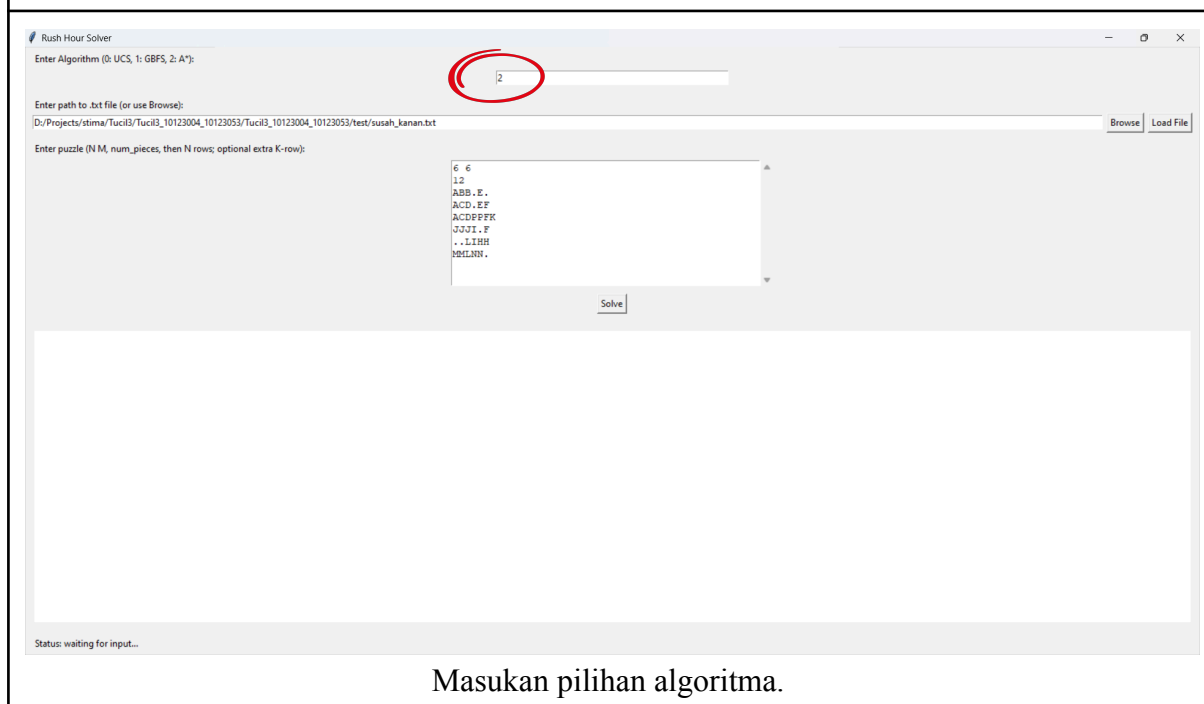 Rush Hour Solver
Enter Algorithm (0: UCS, 1: GBFS, 2: A*):
2
Enter path to .txt file (or use Browse):
D:/Projects/stima/Tucil3/Tucil3_10123004_10123053/Tucil3_10123004_10123053/test/susah_kanan.txt
Browse Load File
Enter puzzle (N M, num_pieces, then N rows; optional extra K-row):
6 6
12
ABB.E.
ACD.EF
ACDPPFK
JJJI.F
..LIHH
MMLNN.
Solve
Status: waiting for input...
Masukan pilihan algoritma.